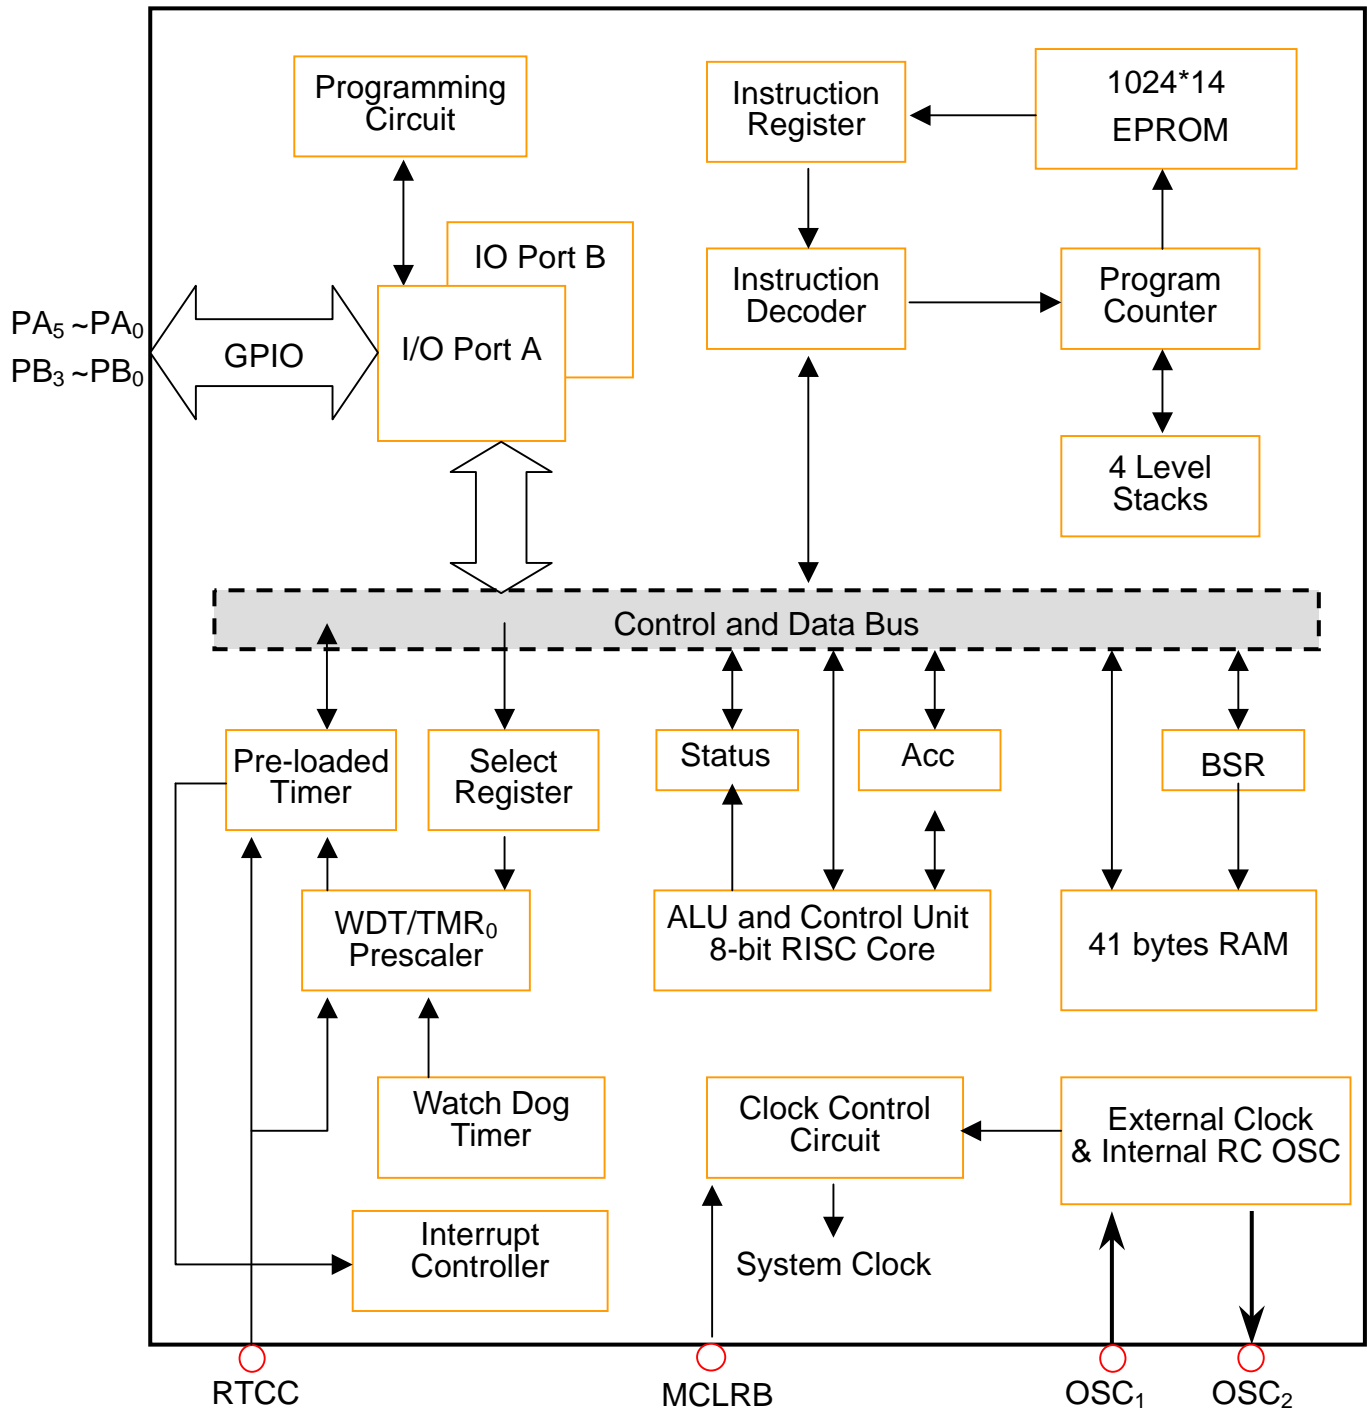 Programming
Circuit
Instruction
Register
1024*14
EPROM
IO Port B
I/O Port A
PA₅ ~PA₀
PB₃ ~PB₀
GPIO
Instruction
Decoder
Program
Counter
4 Level
Stacks
Control and Data Bus
Pre-loaded
Timer
Select
Register
Status
Acc
BSR
WDT/TMR₀
Prescaler
ALU and Control Unit
8-bit RISC Core
41 bytes RAM
Watch Dog
Timer
Clock Control
Circuit
External Clock
& Internal RC OSC
Interrupt
Controller
System Clock
RTCC
MCLRB
OSC₁
OSC₂